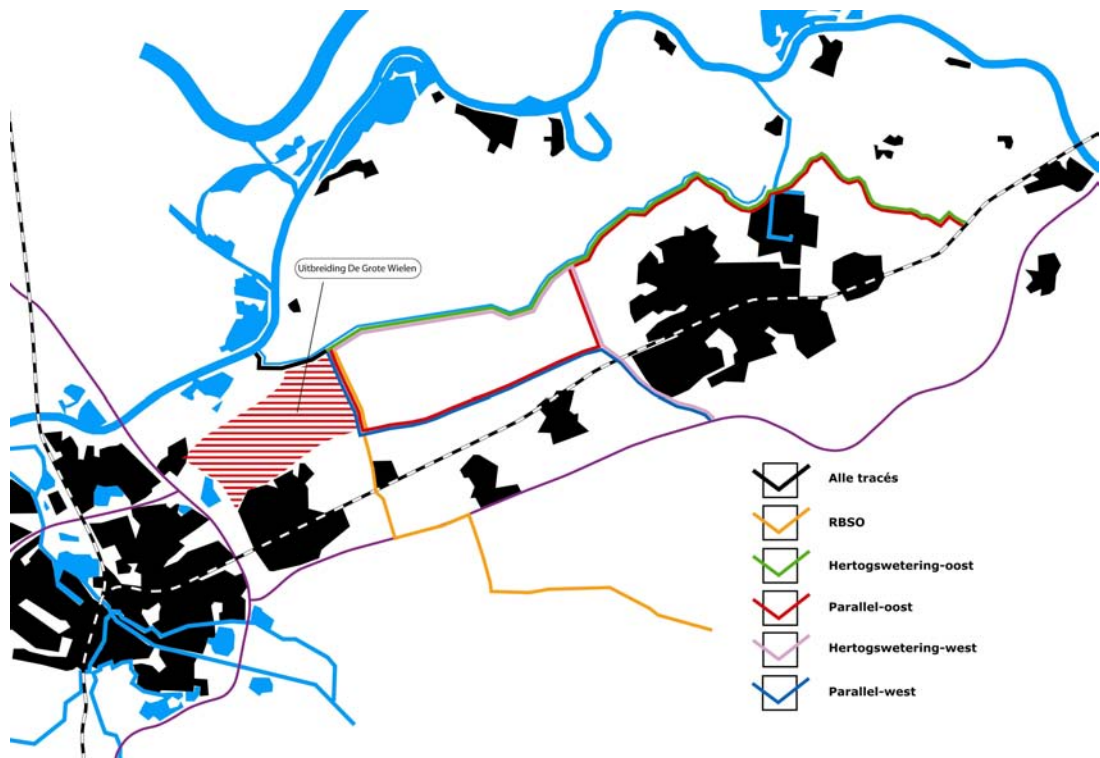 Uitbreiding De Grote Wielen
Alle tracés
RBSO
Hertogswetering-oost
Parallel-oost
Hertogswetering-west
Parallel-west